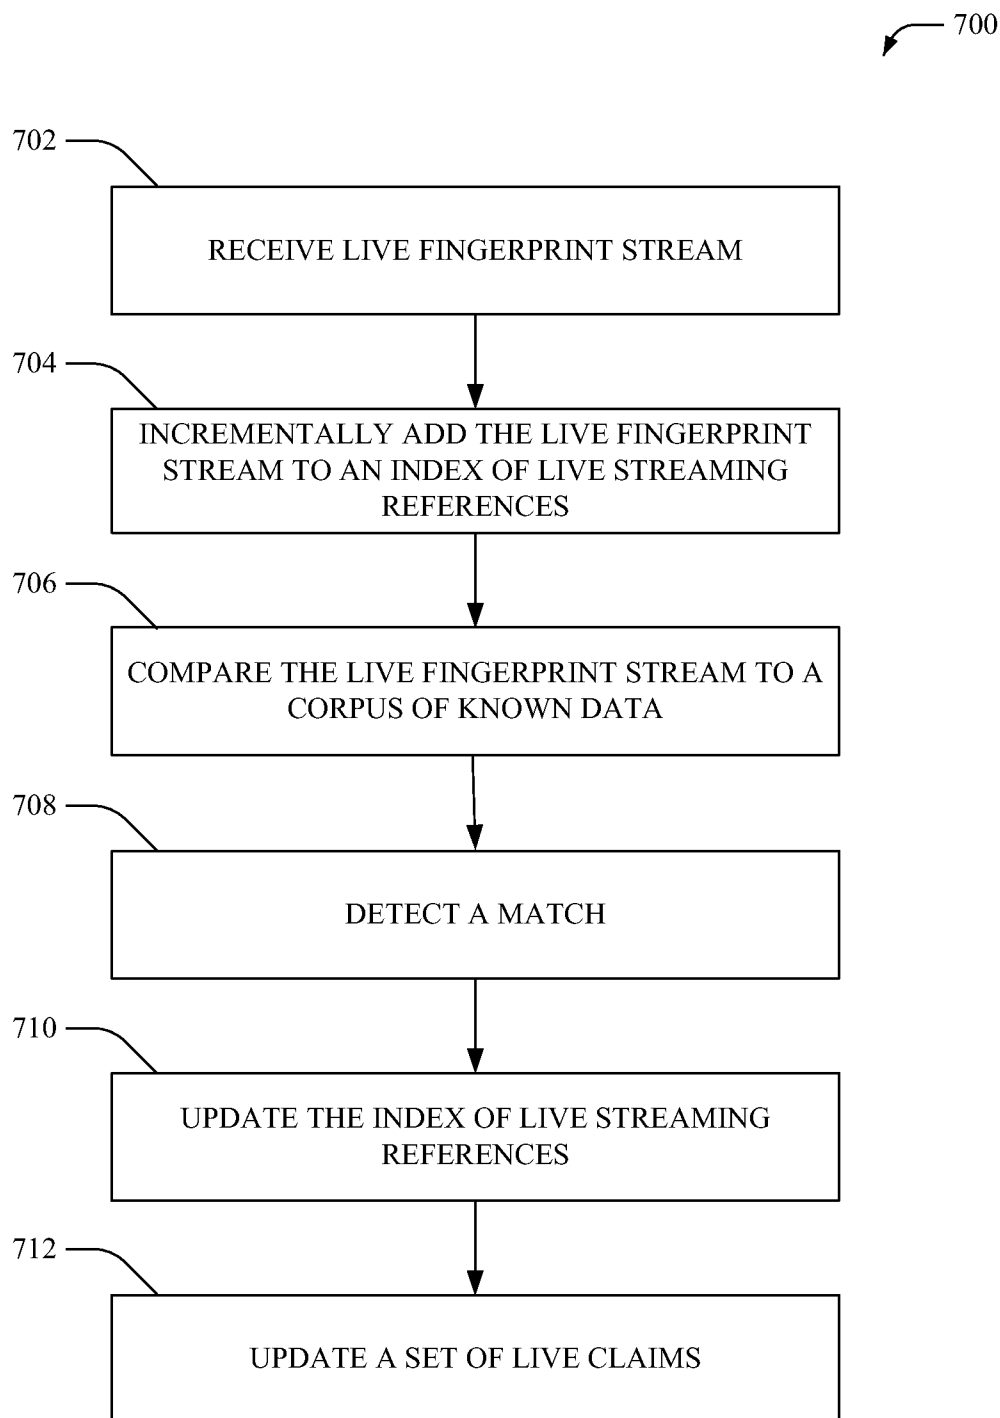 700
702
RECEIVE LIVE FINGERPRINT STREAM
704
INCREMENTALLY ADD THE LIVE FINGERPRINT
STREAM TO AN INDEX OF LIVE STREAMING
REFERENCES
706
COMPARE THE LIVE FINGERPRINT STREAM TO A
CORPUS OF KNOWN DATA
708
DETECT A MATCH
710
UPDATE THE INDEX OF LIVE STREAMING
REFERENCES
712
UPDATE A SET OF LIVE CLAIMS